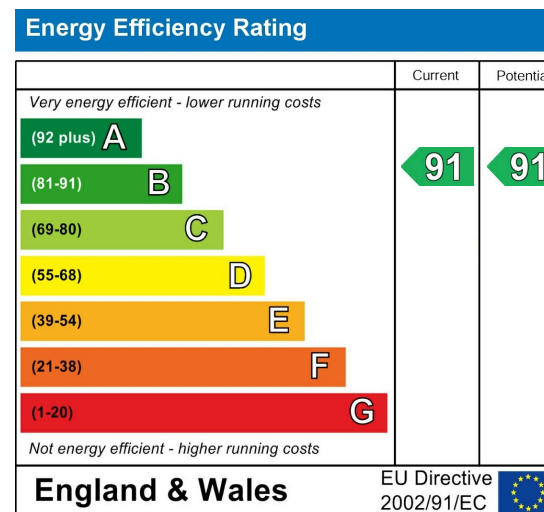 Energy Efficiency Rating
Current Potentia
Very energy efficient - lower running costs
(92 plus) A
(81-91) B
91 91
(69-80) C
(55-68) D
(39-54) E
(21-38) F
(1-20) G
Not energy efficient - higher running costs
England & Wales
EU Directive
2002/91/EC